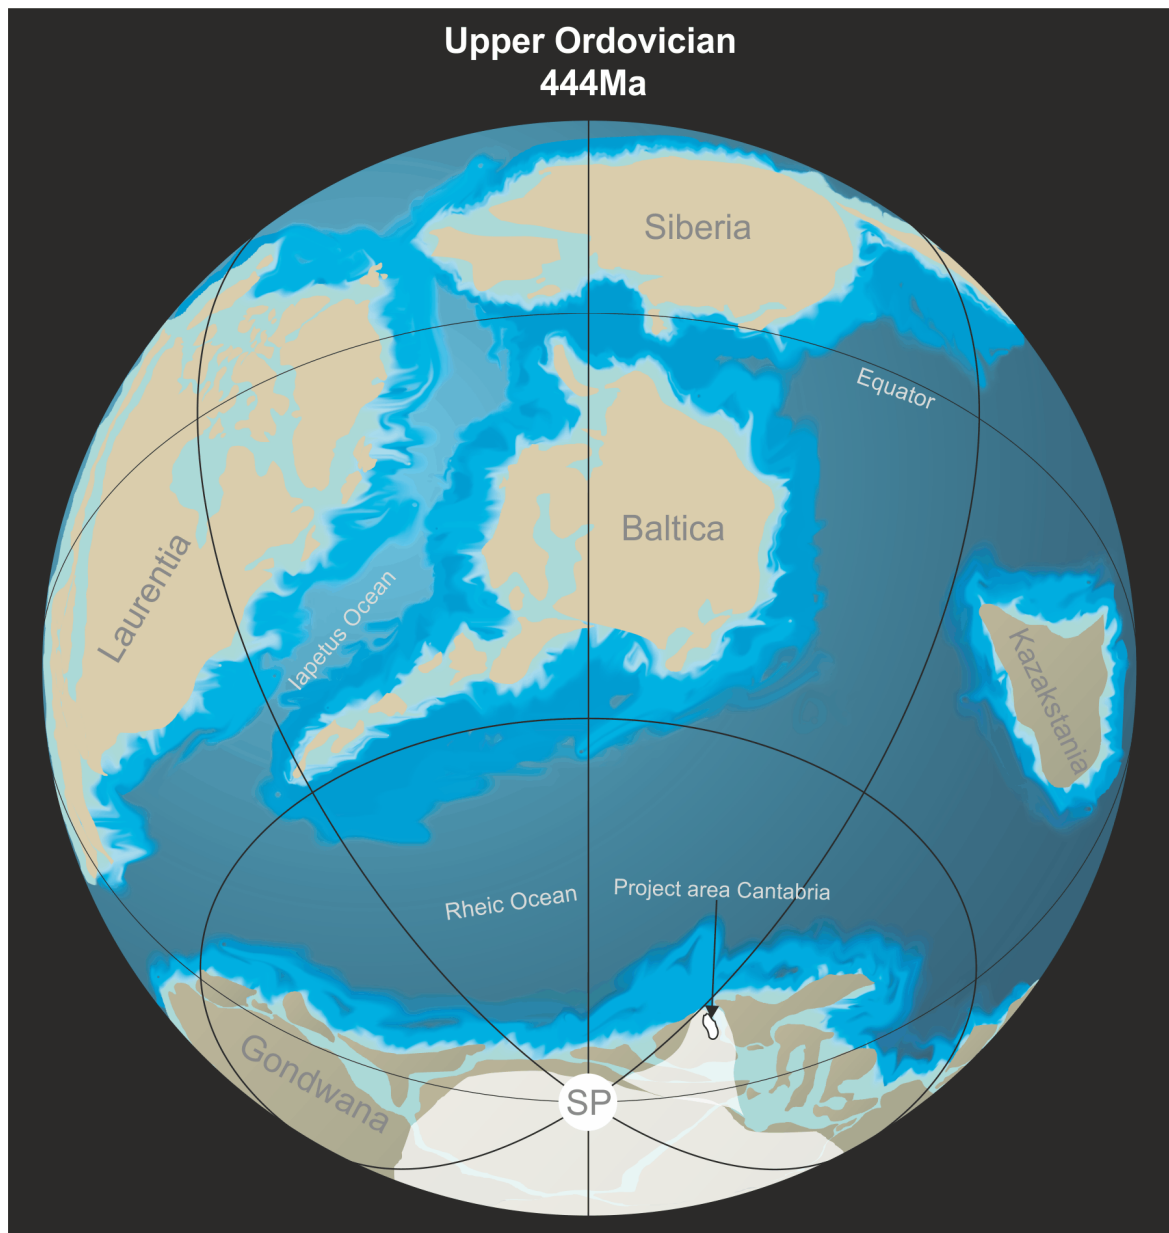 Upper Ordovician
444Ma
Siberia
Equator
Baltica
Laurentia
Iapetus Ocean
Kazakstania
Rheic Ocean
Project area Cantabria
Gondwana
SP